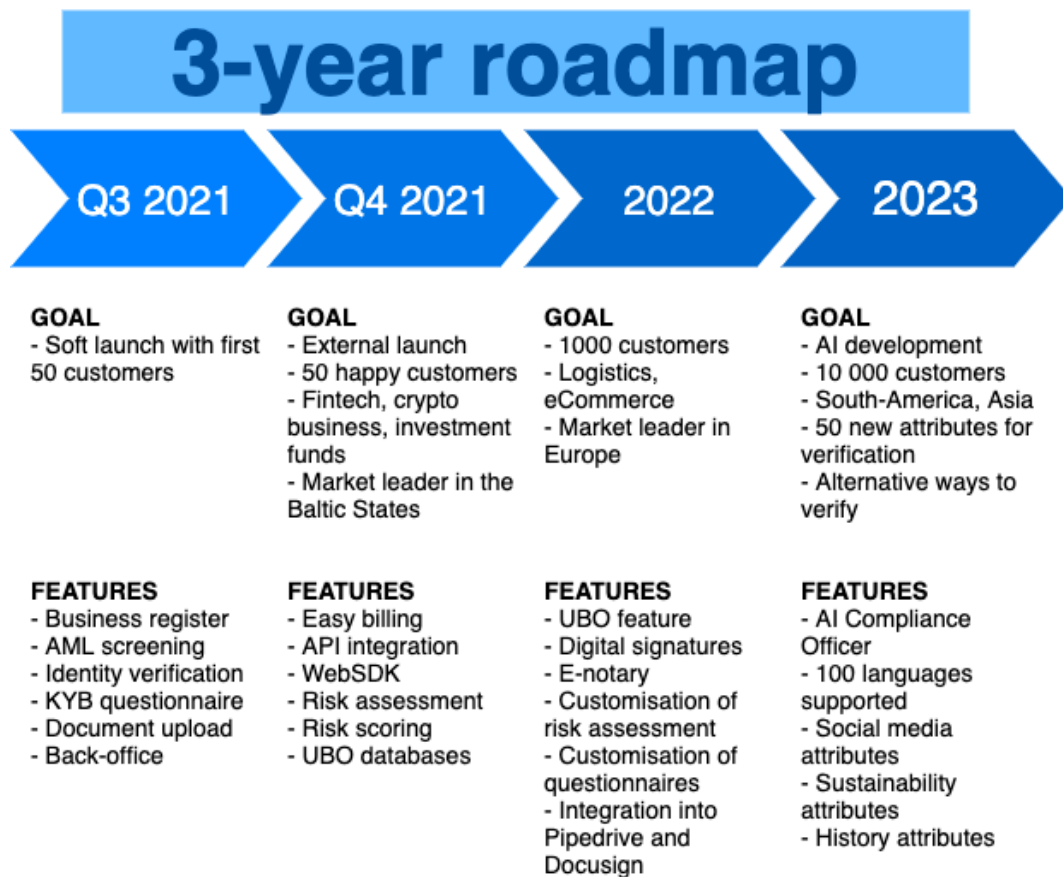 3-year roadmap
Q3 2021
Q4 2021
2022
2023
GOAL
- Soft launch with first
50 customers
GOAL
- External launch
- 50 happy customers
- Fintech, crypto
business, investment
funds
- Market leader in the
Baltic States
GOAL
- 1000 customers
- Logistics,
eCommerce
- Market leader in
Europe
GOAL
- AI development
- 10 000 customers
- South-America, Asia
- 50 new attributes for
verification
- Alternative ways to
verify
FEATURES
- Business register
- AML screening
- Identity verification
- KYB questionnaire
- Document upload
- Back-office
FEATURES
- Easy billing
- API integration
- WebSDK
- Risk assessment
- Risk scoring
- UBO databases
FEATURES
- UBO feature
- Digital signatures
- E-notary
- Customisation of
risk assessment
- Customisation of
questionnaires
- Integration into
Pipedrive and
Docusign
FEATURES
- AI Compliance
Officer
- 100 languages
supported
- Social media
attributes
- Sustainability
attributes
- History attributes